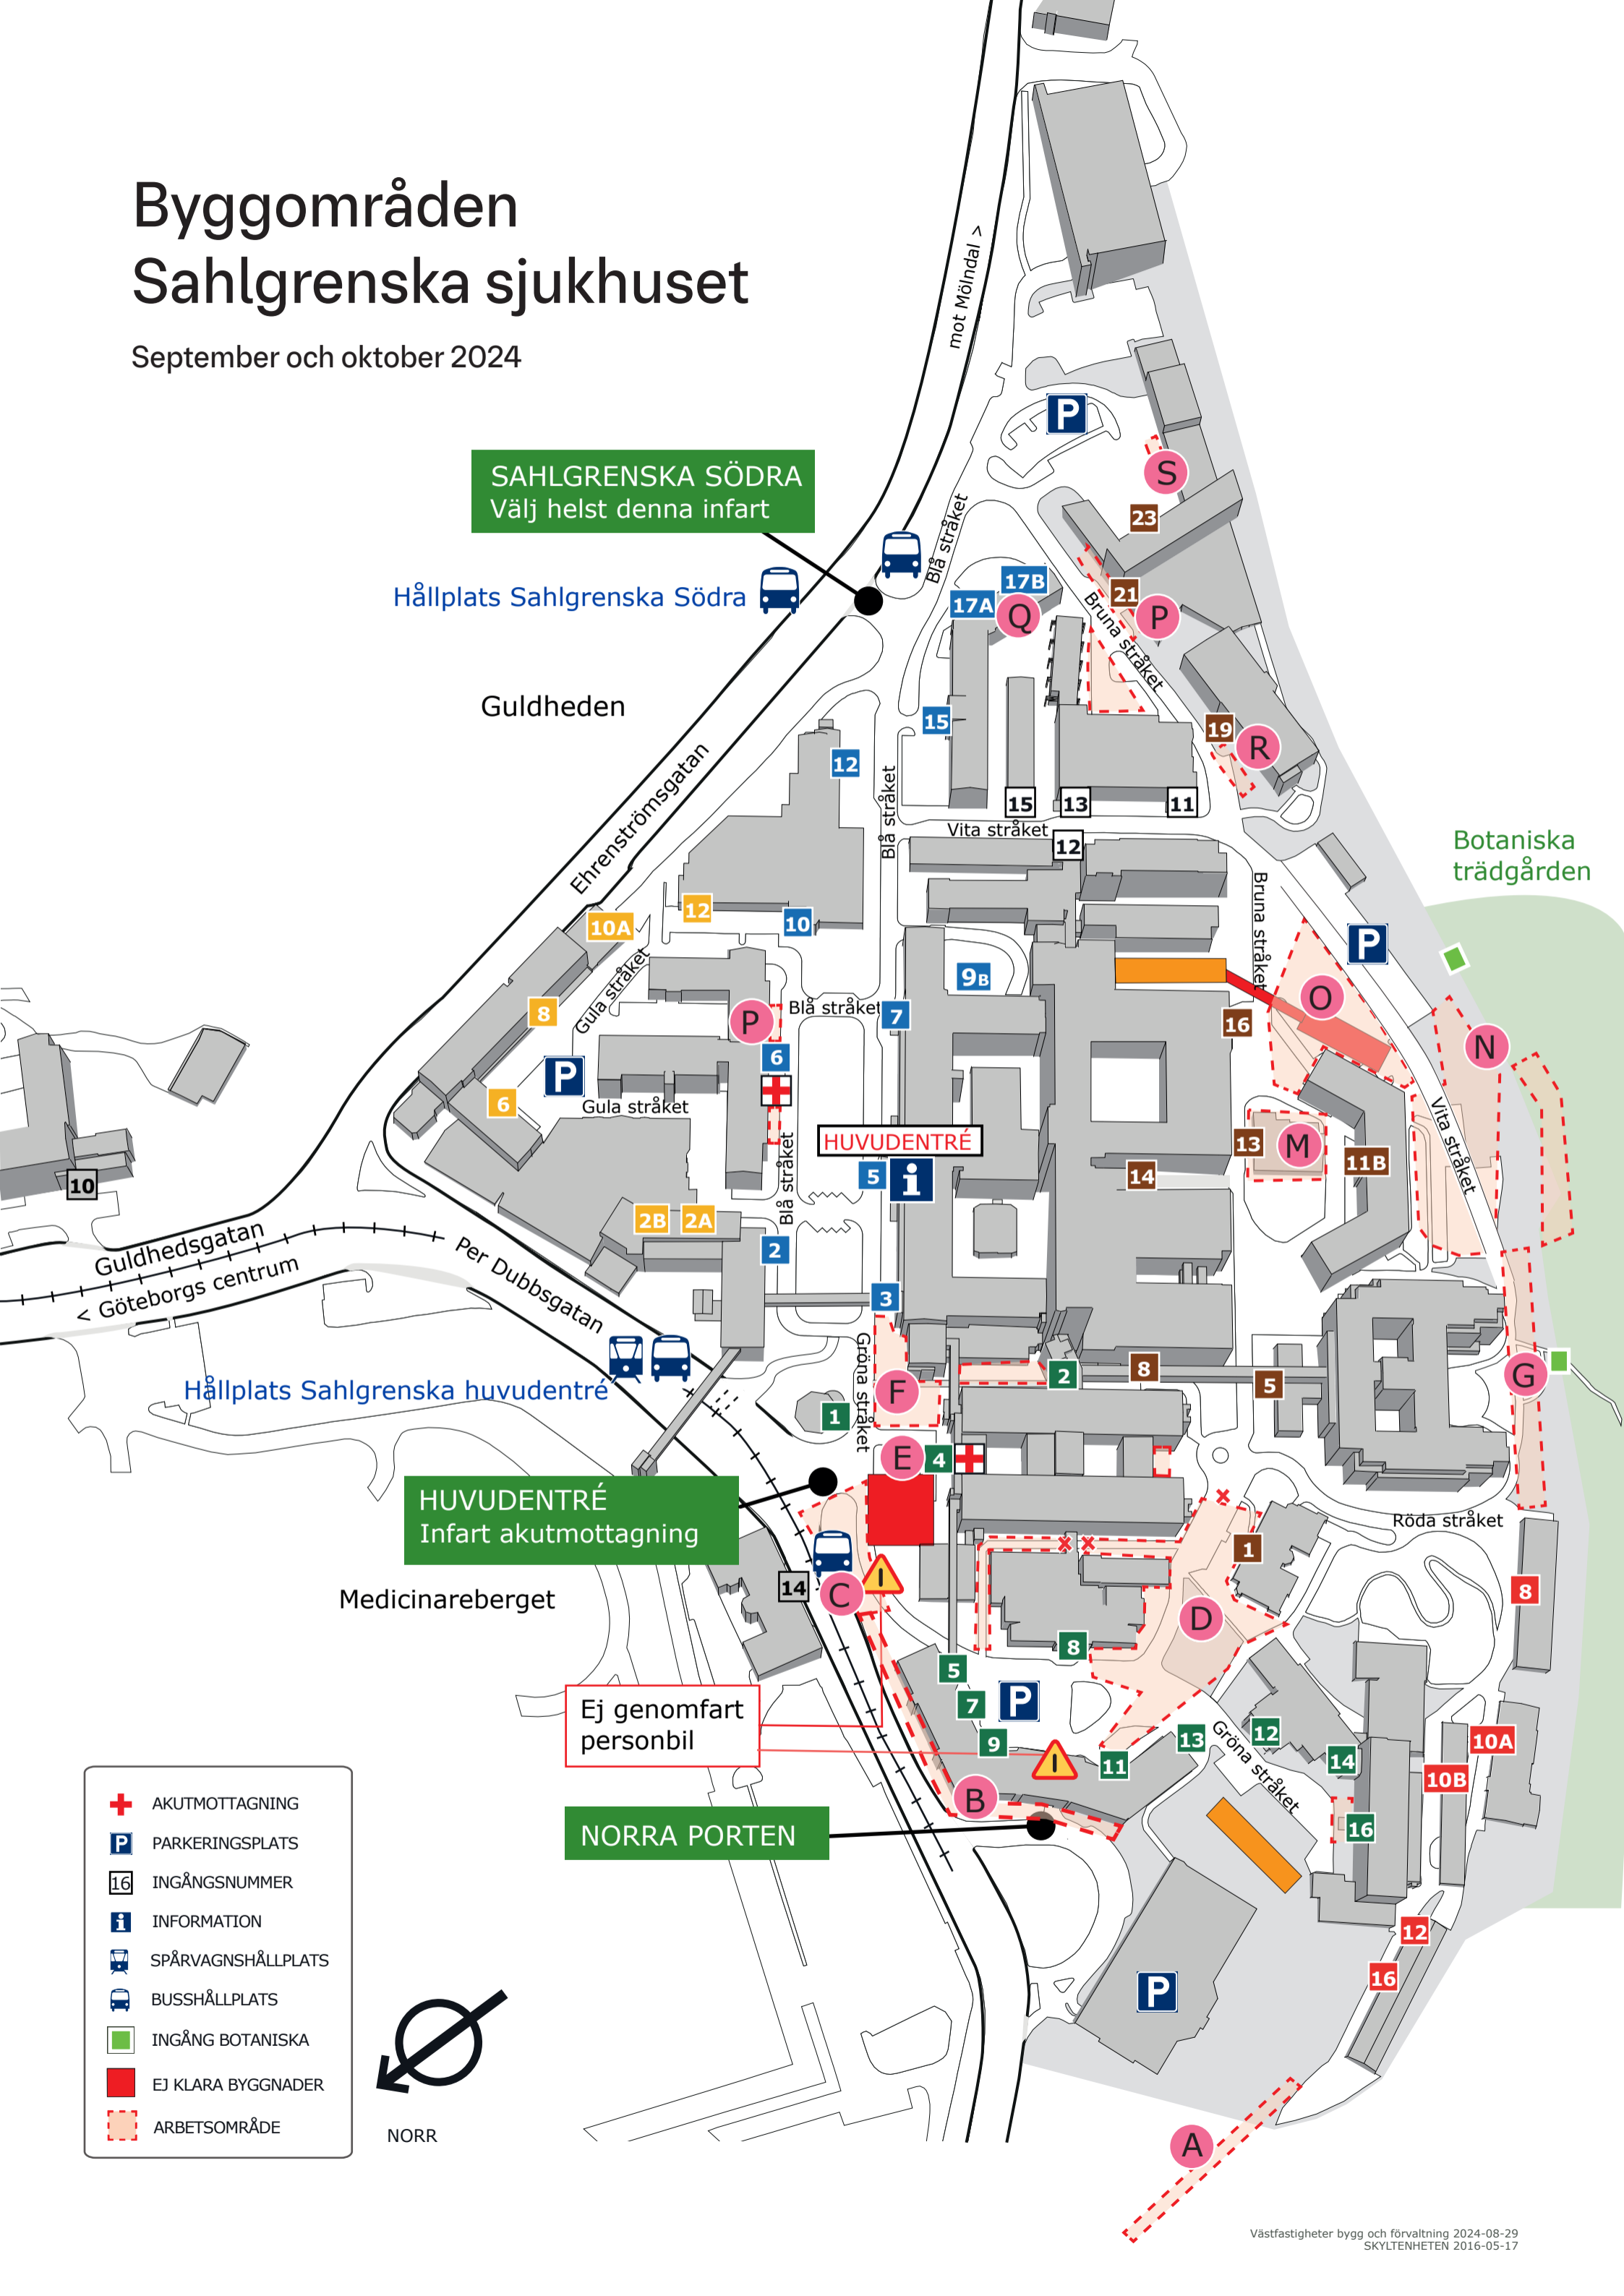 Byggområden
Sahlgrenska sjukhuset
September och oktober 2024
mot Mölndal >
P
SAHLGRENSKA SÖDRA
Välj helst denna infart
S
23
Blå stråket
Hållplats Sahlgrenska Södra
17B
17A
Q
21
P
Bruna stråket
Guldheden
15
19
R
12
Ehrenströmsgatan
Blå stråket
15
13
11
Vita stråket
12
Botaniska
trädgården
Bruna stråket
12
10A
10
P
9B
Gula stråket
8
Blå stråket
7
P
O
16
N
6
P
6
Gula stråket
Vita stråket
HUVUDENTRÉ
13
M
11B
14
5
i
Blå stråket
10
2B
2A
2
Guldhedsgatan
< Göteborgs centrum
Per Dubbsgatan
3
Gröna stråket
2
8
5
G
F
Hållplats Sahlgrenska huvudentré
1
E
4
HUVUDENTRÉ
Infart akutmottagning
Röda stråket
1
14
C
8
Medicinareberget
D
8
5
7
P
9
Ej genomfart
personbil
11
13
12
14
Gröna stråket
10A
10B
B
16
NORRA PORTEN
12
16
P
A
AKUTMOTTAGNING
P PARKERINGSPLATS
16 INGÅNGSNUMMER
i INFORMATION
SPÅRVAGNSHÅLLPLATS
BUSSHÅLLPLATS
INGÅNG BOTANISKA
EJ KLARA BYGGNADER
ARBETSOMRÅDE
NORR
Västfastigheter bygg och förvaltning 2024-08-29
SKYLTENHETEN 2016-05-17